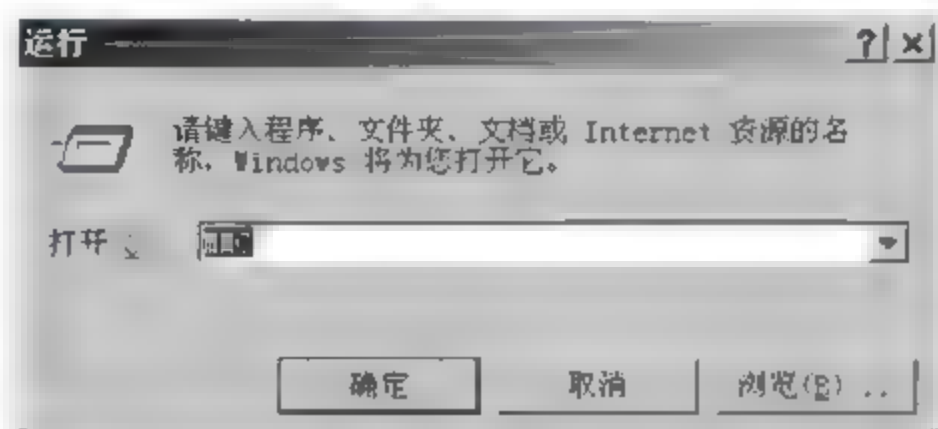 运行
请键入程序、文件夹、文档或 Internet 资源的名
称，Windows 将为您打开它。
打开
确定
取消
浏览(B)..